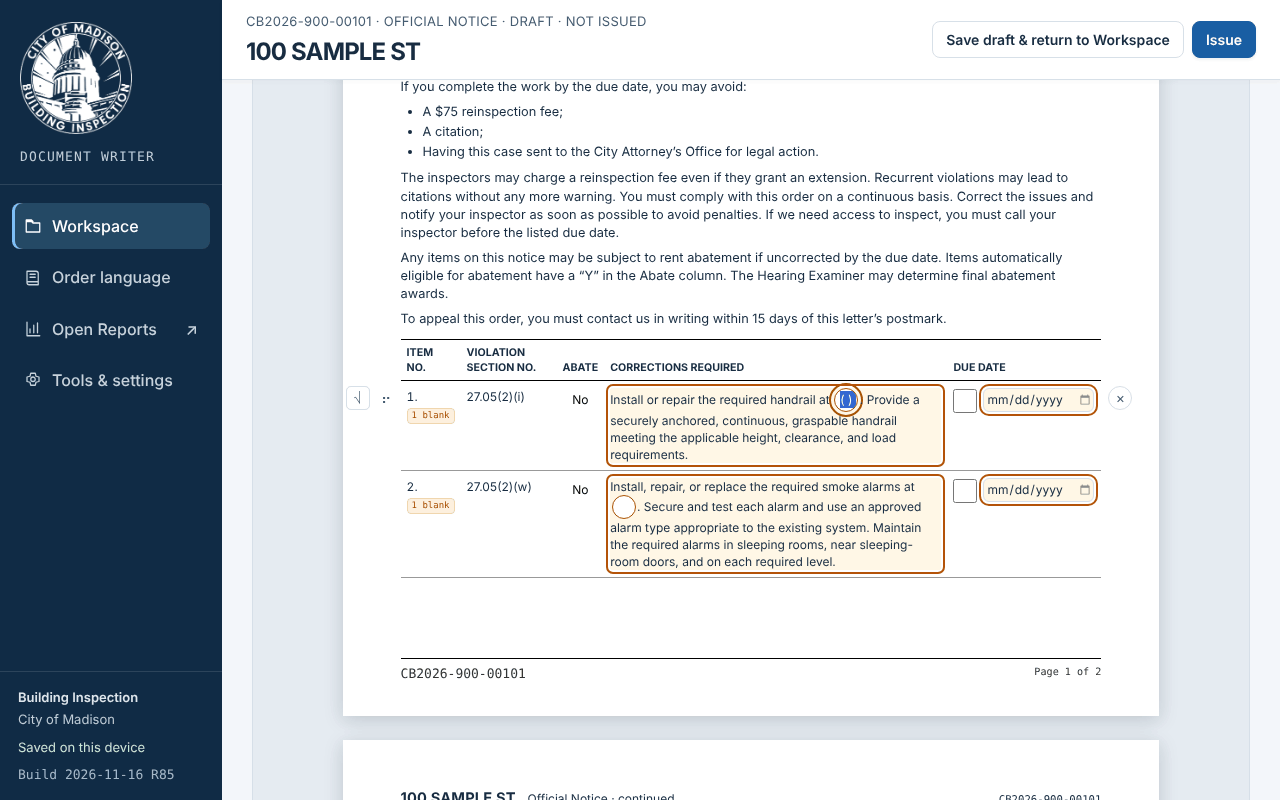 CITY OF MADISON
BUILDING INSPECTION
DOCUMENT WRITER
Workspace
Order language
Open Reports
Tools & settings
Building Inspection
City of Madison
Saved on this device
Build 2026-11-16 R85
CB2026-900-00101 · OFFICIAL NOTICE · DRAFT · NOT ISSUED
100 SAMPLE ST
Save draft & return to Workspace
Issue
If you complete the work by the due date, you may avoid:
• A $75 reinspection fee;
• A citation;
• Having this case sent to the City Attorney’s Office for legal action.
The inspectors may charge a reinspection fee even if they grant an extension. Recurrent violations may lead to
citations without any more warning. You must comply with this order on a continuous basis. Correct the issues and
notify your inspector as soon as possible to avoid penalties. If we need access to inspect, you must call your
inspector before the listed due date.
Any items on this notice may be subject to rent abatement if uncorrected by the due date. Items automatically
eligible for abatement have a “Y” in the Abate column. The Hearing Examiner may determine final abatement
awards.
To appeal this order, you must contact us in writing within 15 days of this letter’s postmark.
ITEM NO. VIOLATION SECTION NO. ABATE CORRECTIONS REQUIRED DUE DATE
1. 27.05(2)(i) No Install or repair the required handrail at ( ). Provide a mm/dd/yyyy ×
1 blank securely anchored, continuous, graspable handrail
meeting the applicable height, clearance, and load
requirements.
2. 27.05(2)(w) No Install, repair, or replace the required smoke alarms at mm/dd/yyyy
1 blank . Secure and test each alarm and use an approved
alarm type appropriate to the existing system. Maintain
the required alarms in sleeping rooms, near sleeping-
room doors, and on each required level.
CB2026-900-00101 Page 1 of 2
100 SAMPLE ST Official Notice · continued CB2026-900-00101